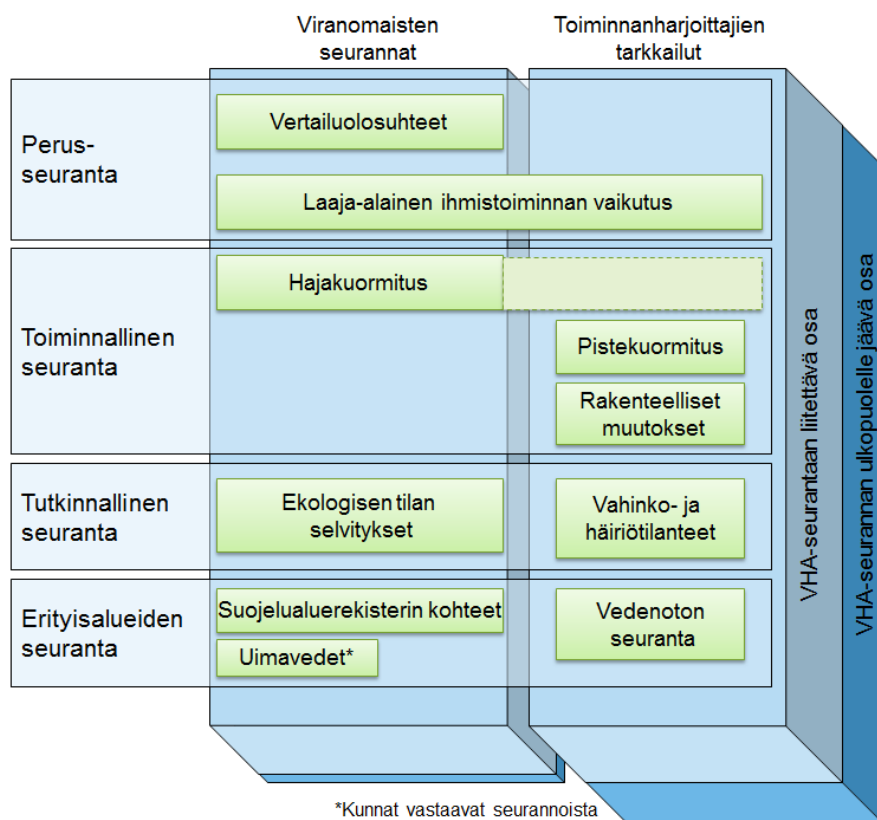 Viranomaisten
seurannat
Toiminnanharjoittajien
tarkkailut
Perus-
seuranta
Vertailuolosuhteet
Laaja-alainen ihmistoiminnan vaikutus
Toiminnallinen
seuranta
Hajakuormitus
Pistekuormitus
Rakenteelliset
muutokset
Tutkinnallinen
seuranta
Ekologisen tilan
selvitykset
Vahinko- ja
häiriötilanteet
Erityisalueiden
seuranta
Suojelualuerekisterin kohteet
Uimavedet*
Vedenoton
seuranta
VHA-seurantaan liitettävä osa
VHA-seurannan ulkopuolelle jäävä osa
*Kunnat vastaavat seurannoista